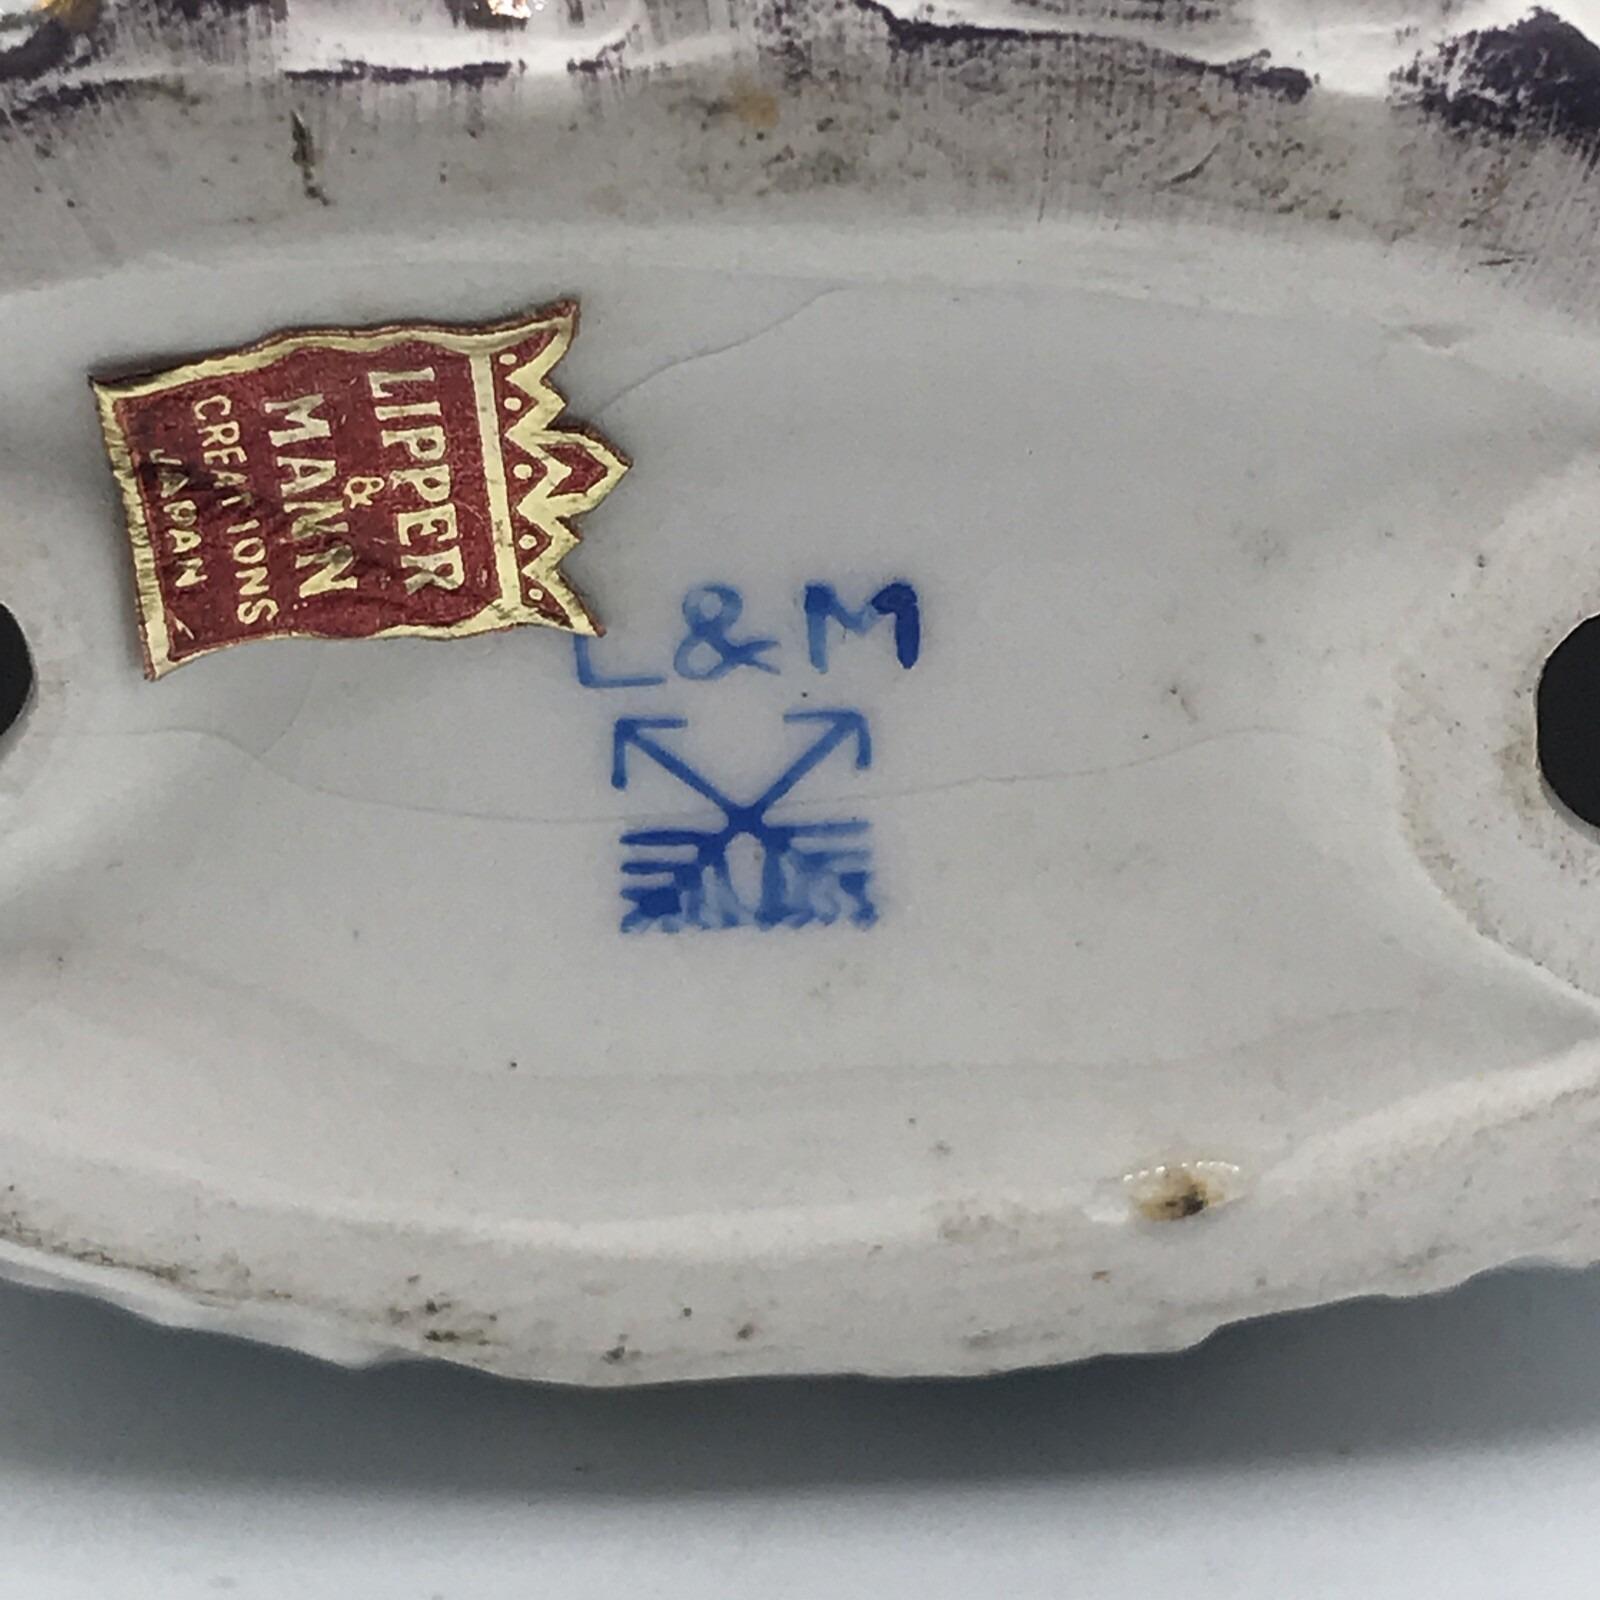 LIPPER
&
MANN
CREATIONS
JAPAN
L & M